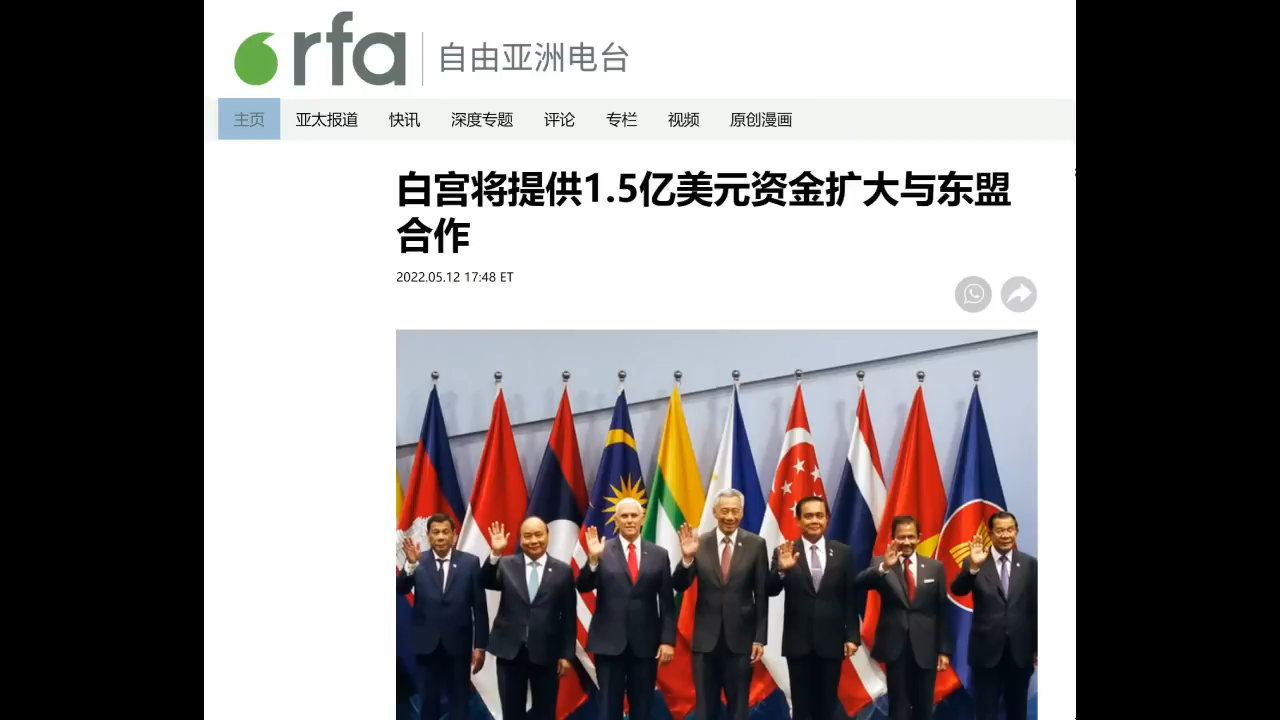 rfa 自由亚洲电台
主页 亚太报道 快讯 深度专题 评论 专栏 视频 原创漫画
白宫将提供1.5亿美元资金扩大与东盟
合作
2022.05.12 17:48 ET